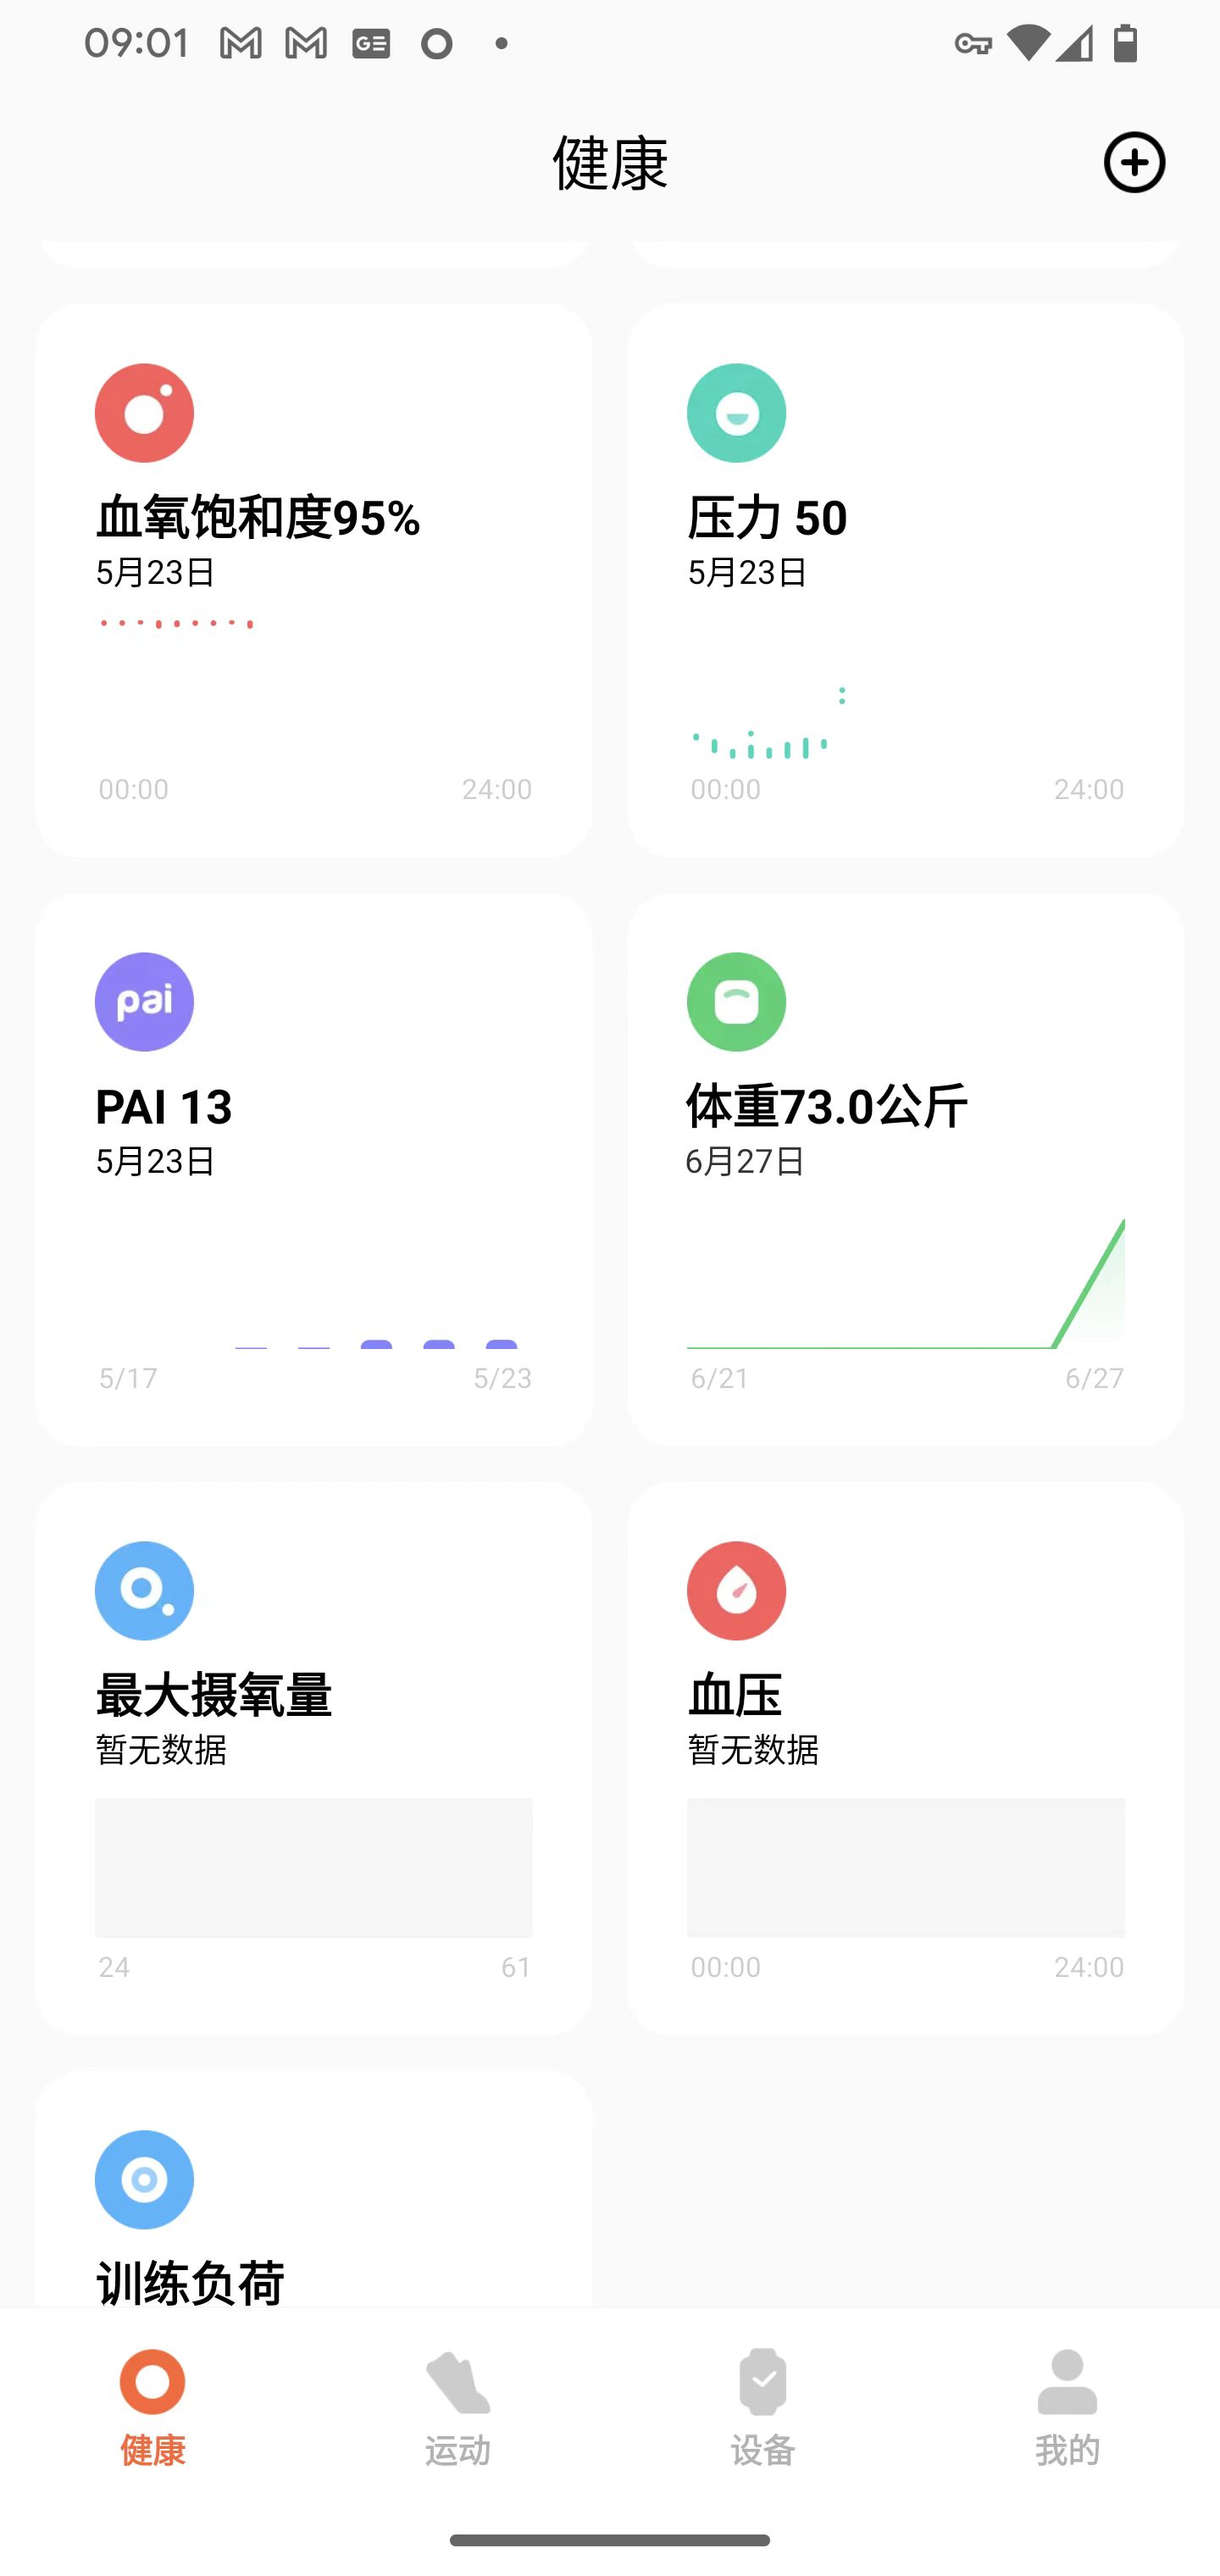 09:01
健康
血氧饱和度95%
5月23日
00:00 24:00
压力 50
5月23日
00:00 24:00
pai
PAI 13
5月23日
5/17 5/23
体重73.0公斤
6月27日
6/21 6/27
最大摄氧量
暂无数据
24 61
血压
暂无数据
00:00 24:00
训练负荷
健康 运动 设备 我的